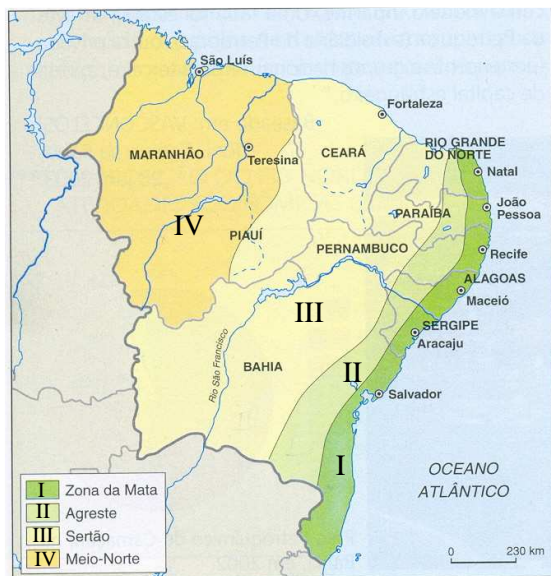 São Luís
Fortaleza
MARANHÃO
Teresina
CEARÁ
RIO GRANDE
DO NORTE
Natal
IV
PIAUÍ
PARAÍBA
João
Pessoa
PERNAMBUCO
Recife
ALAGOAS
Maceió
III
SERGIPE
Aracaju
Rio São Francisco
BAHIA
II
Salvador
I
OCEANO
ATLÂNTICO
I Zona da Mata
II Agreste
III Sertão
IV Meio-Norte
0 230 km